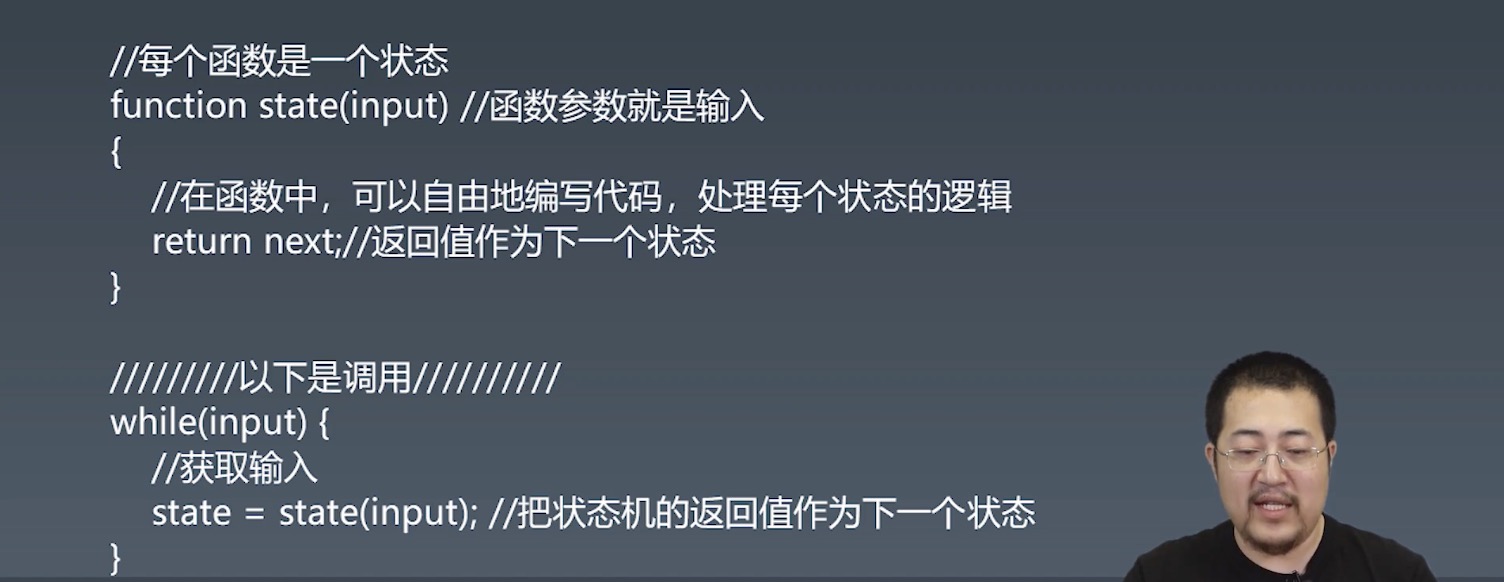 //每个函数是一个状态
function state(input) //函数参数就是输入
{
//在函数中，可以自由地编写代码，处理每个状态的逻辑
return next;//返回值作为下一个状态
}
/////////以下是调用//////////
while(input) {
//获取输入
state = state(input); //把状态机的返回值作为下一个状态
}